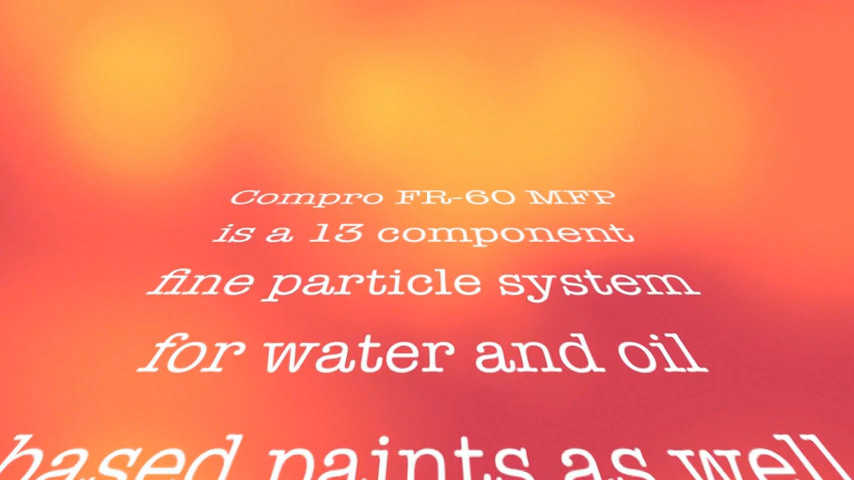 Compro FR-60 MFP
is a 13 component
fine particle system
for water and oil
based paints as well